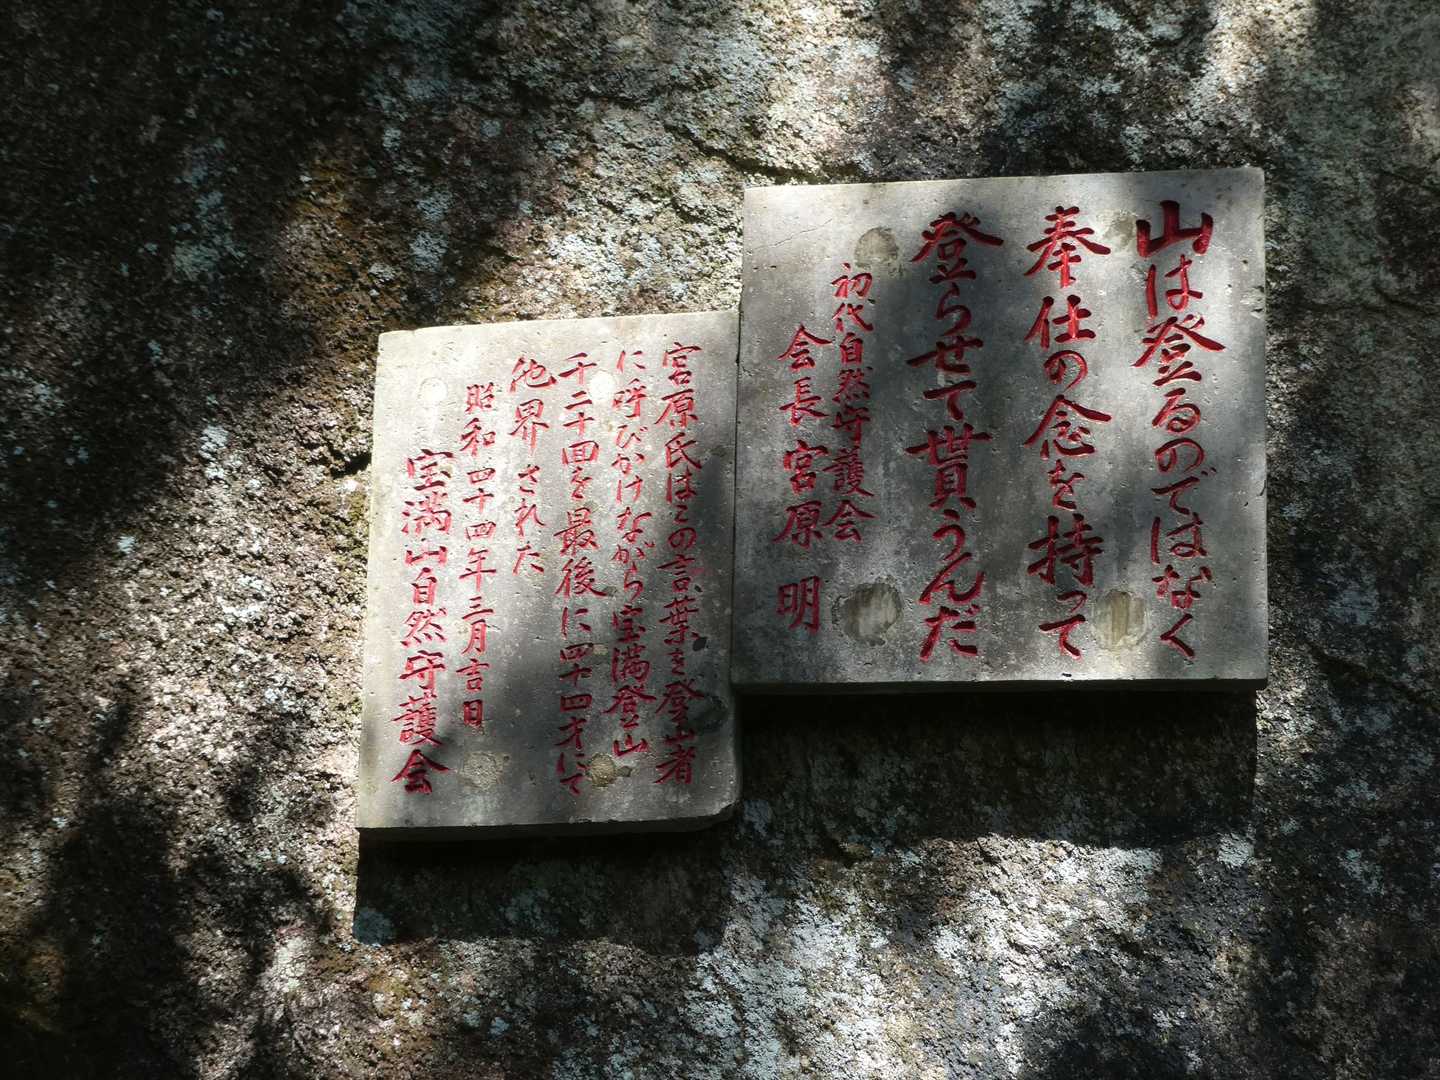 山は登るのではなく
奉仕の念を持って
登らせて貰うんだ
初代自然守護会
会長宮原明
宮原氏はこの言葉を登山者
に呼びかけながら宝満登山
千二十回を最後に四十四才にて
他界された
昭和四十四年三月吉日
宝満山自然守護会